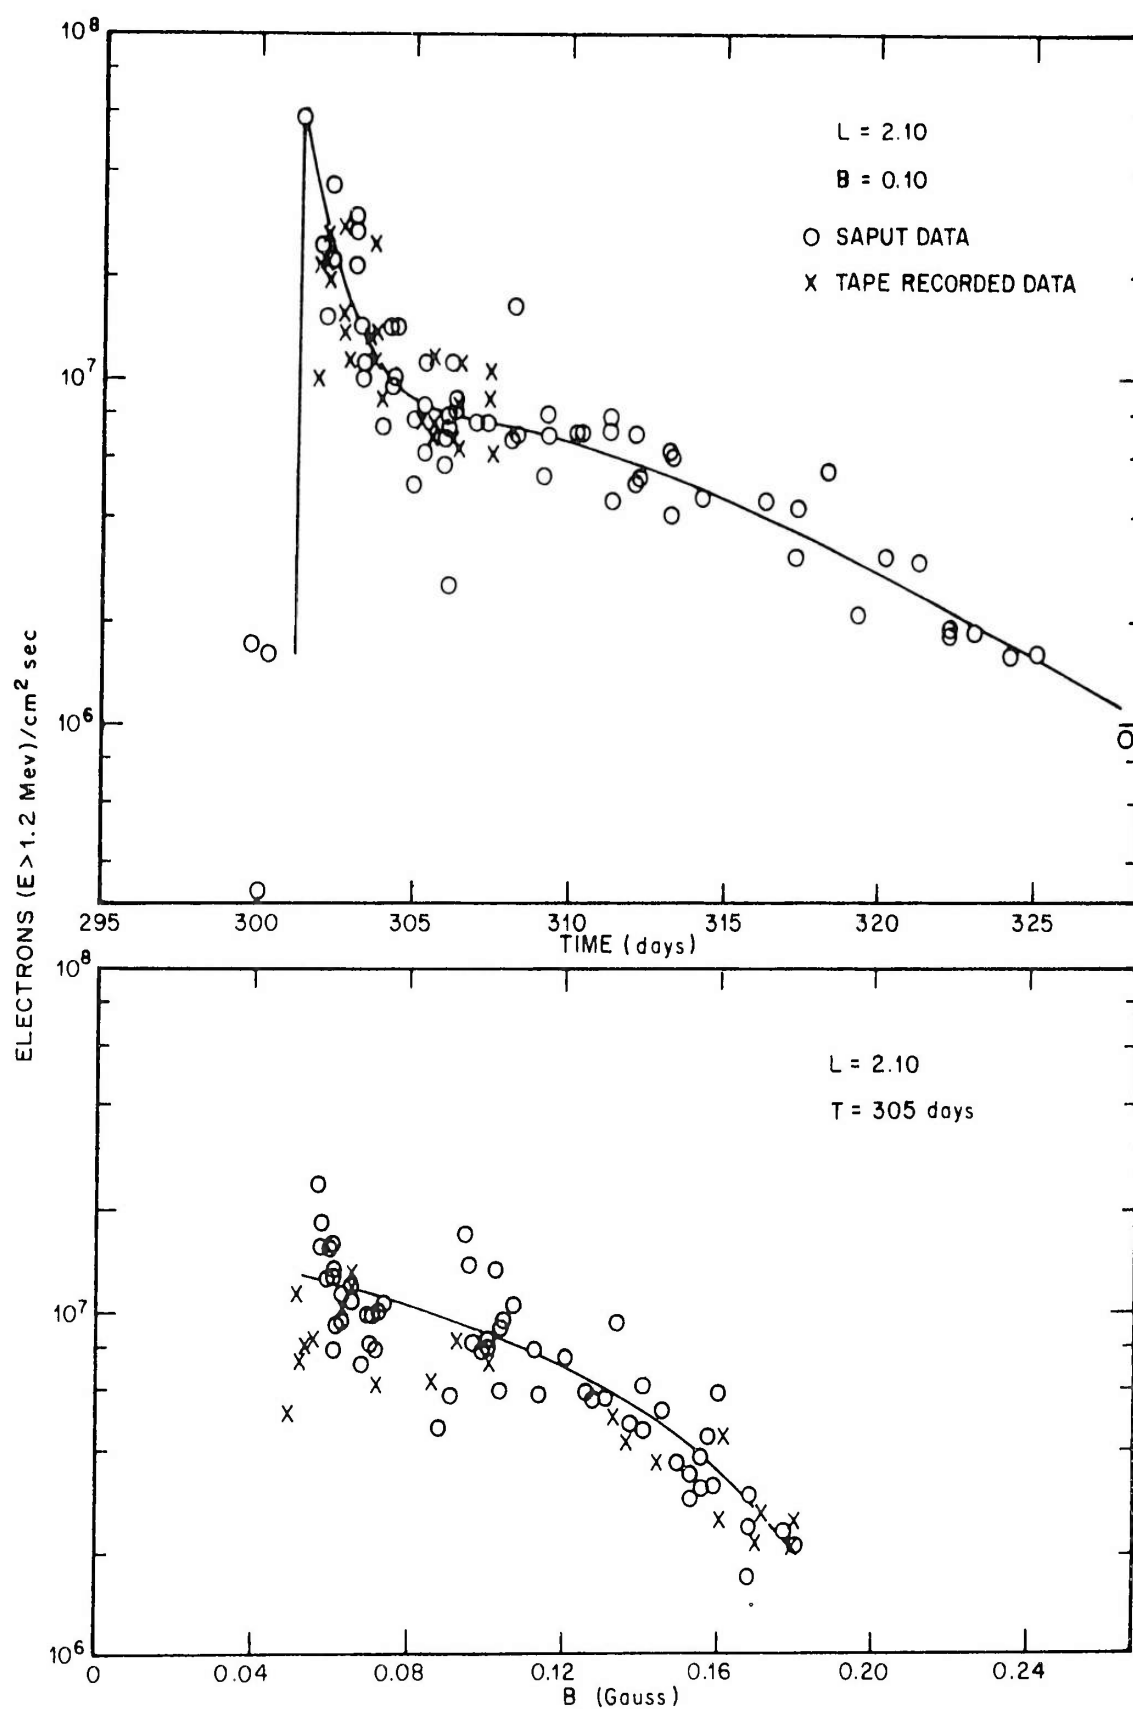 10⁸
L = 2.10
B = 0.10
O SAPUT DATA
X TAPE RECORDED DATA
10⁷
10⁶
295 300 305 310 315 320 325
TIME (days)
ELECTRONS (E>1.2 Mev)/cm² sec
10⁸
L = 2.10
T = 305 days
10⁷
10⁶
0 0.04 0.08 0.12 0.16 0.20 0.24
B (Gauss)